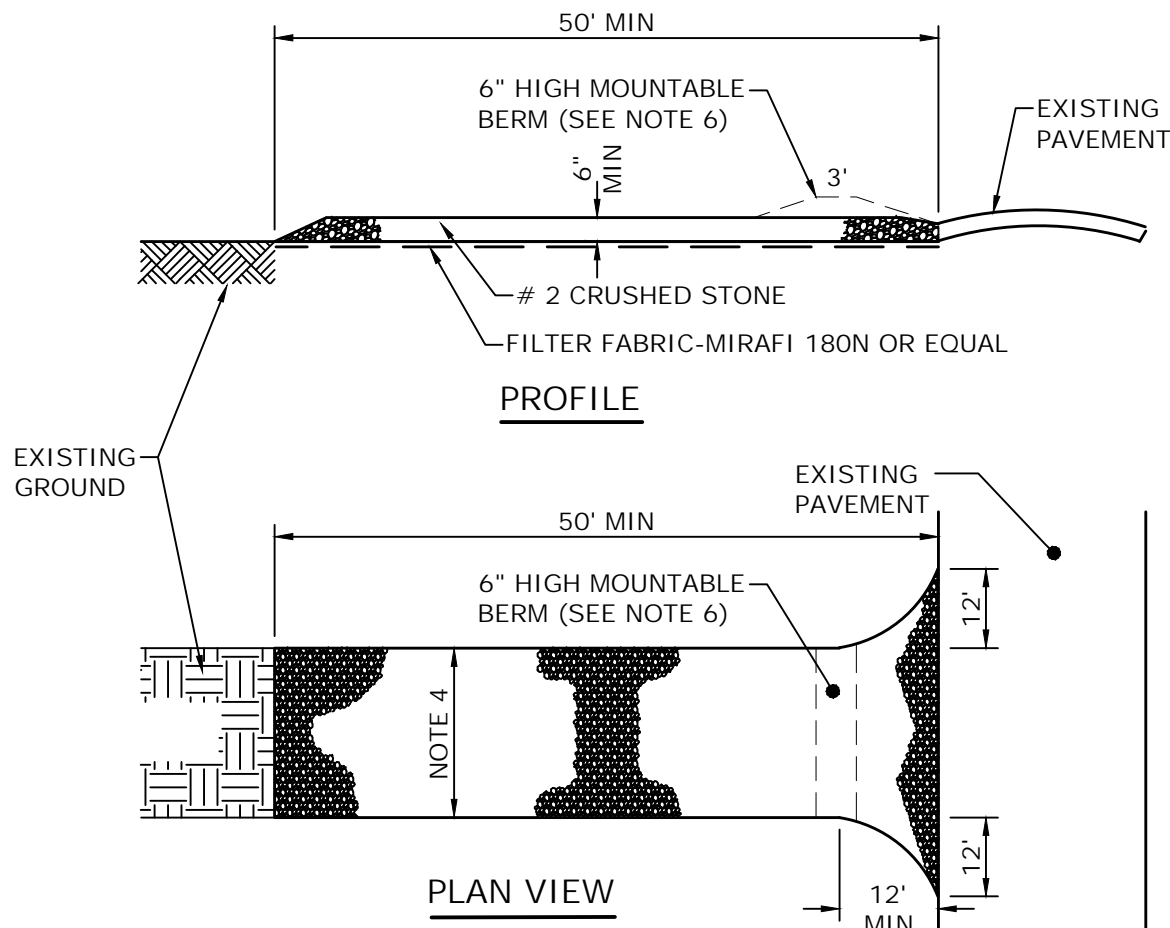 50' MIN
6" HIGH MOUNTABLE
BERM (SEE NOTE 6)
EXISTING
PAVEMENT
6"
MIN
3'
# 2 CRUSHED STONE
FILTER FABRIC-MIRAFI 180N OR EQUAL
PROFILE
EXISTING
GROUND
EXISTING
PAVEMENT
50' MIN
6" HIGH MOUNTABLE
BERM (SEE NOTE 6)
12'
NOTE 4
12'
PLAN VIEW
12'
MIN